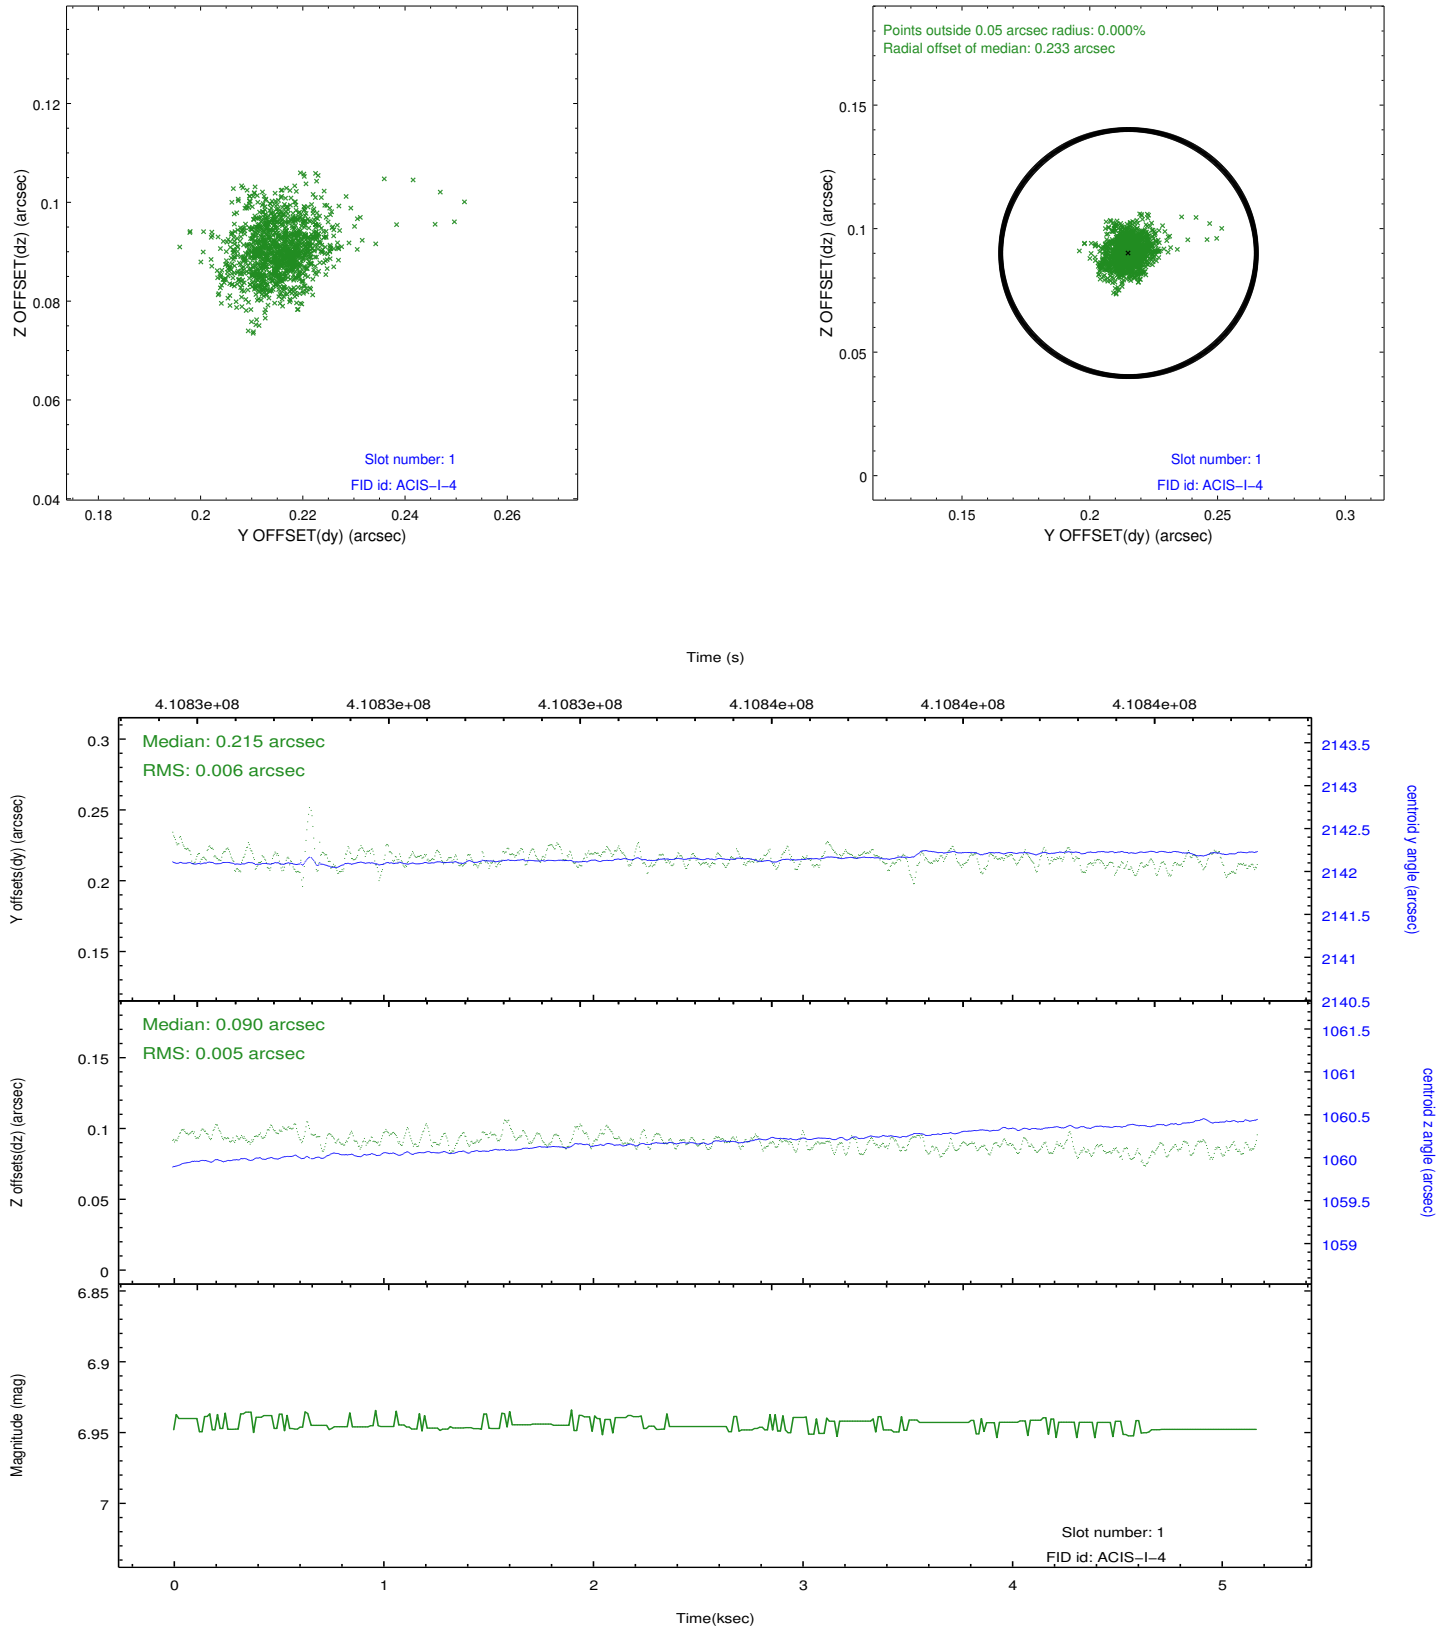 0.12
0.1
0.08
0.06
0.04
Z OFFSET(dz) (arcsec)
0.18
0.2
0.22
0.24
0.26
Y OFFSET(dy) (arcsec)
Slot number: 1
FID id: ACIS-I-4
Points outside 0.05 arcsec radius: 0.000%
Radial offset of median: 0.233 arcsec
0.15
0.1
0.05
0
Z OFFSET(dz) (arcsec)
0.15
0.2
0.25
0.3
Y OFFSET(dy) (arcsec)
Slot number: 1
FID id: ACIS-I-4
Time (s)
4.1083e+08
4.1083e+08
4.1083e+08
4.1084e+08
4.1084e+08
4.1084e+08
Median: 0.215 arcsec
RMS: 0.006 arcsec
0.3
0.25
0.2
0.15
Y offsets(dy) (arcsec)
2143.5
2143
2142.5
2142
2141.5
2141
2140.5
centroid y angle (arcsec)
Median: 0.090 arcsec
RMS: 0.005 arcsec
0.15
0.1
0.05
0
Z offsets(dz) (arcsec)
1061.5
1061
1060.5
1060
1059.5
1059
centroid z angle (arcsec)
6.85
6.9
6.95
7
Magnitude (mag)
Slot number: 1
FID id: ACIS-I-4
0
1
2
3
4
5
Time(ksec)